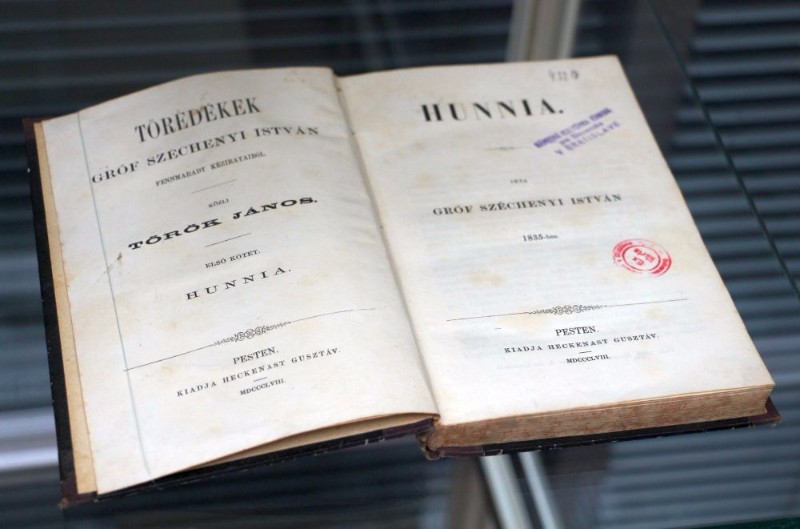 TÖREDÉKEK
GRÓF SZÉCHENYI ISTVÁN
FENNMARADT KÉZIRATAIBÓL
KÖZLI
TÖRÖK JÁNOS.
ELSŐ KÖTET.
HUNNIA.
PESTEN.
KIADJA HECKENAST GUSZTÁV.
MDCCCLVIII.
HUNNIA.
V BRATISLAVE
IRTA
GRÓF SZÉCHENYI ISTVÁN
1835-ben
PESTEN.
KIADJA HECKENAST GUSZTÁV.
MDCCCLVIII.